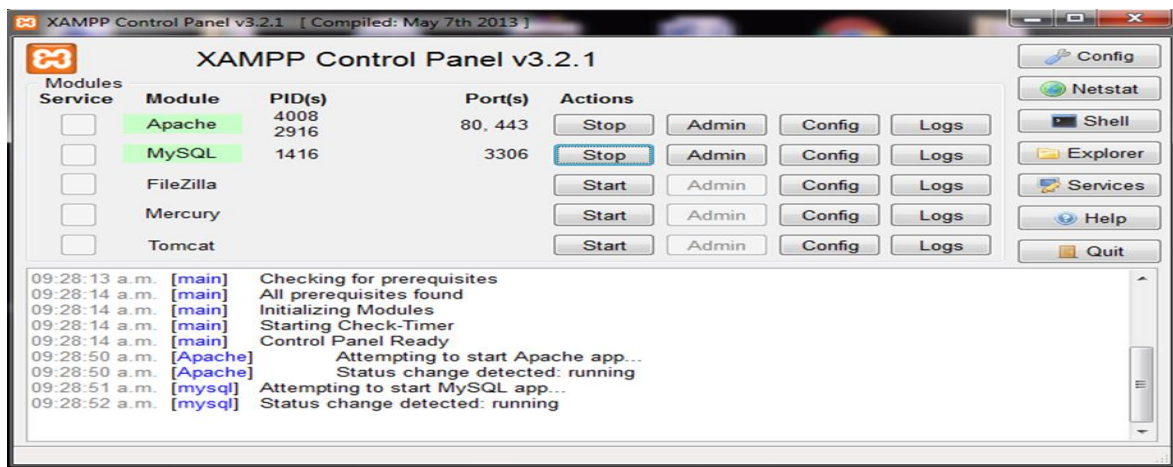 XAMPP Control Panel v3.2.1 [ Compiled: May 7th 2013 ]
XAMPP Control Panel v3.2.1
Config
Modules
Service Module PID(s) Port(s) Actions
Netstat
Apache 4008 2916 80, 443 Stop Admin Config Logs
Shell
MySQL 1416 3306 Stop Admin Config Logs
Explorer
FileZilla Start Admin Config Logs
Services
Mercury Start Admin Config Logs
Help
Tomcat Start Admin Config Logs
Quit
09:28:13 a.m. [main] Checking for prerequisites
09:28:14 a.m. [main] All prerequisites found
09:28:14 a.m. [main] Initializing Modules
09:28:14 a.m. [main] Starting Check-Timer
09:28:14 a.m. [main] Control Panel Ready
09:28:50 a.m. [Apache] Attempting to start Apache app...
09:28:50 a.m. [Apache] Status change detected: running
09:28:51 a.m. [mysql] Attempting to start MySQL app...
09:28:52 a.m. [mysql] Status change detected: running